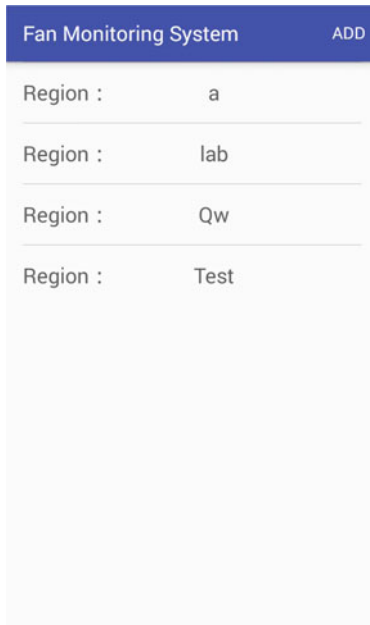 Fan Monitoring System ADD
Region : a
Region : lab
Region : Qw
Region : Test